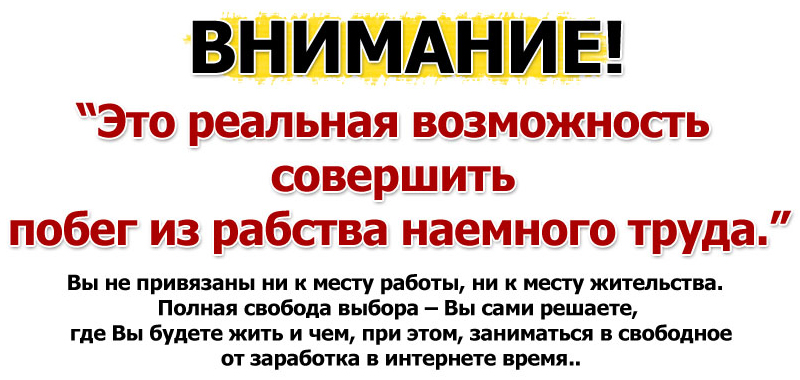 ВНИМАНИЕ!
“Это реальная возможность
совершить
побег из рабства наемного труда.”
Вы не привязаны ни к месту работы, ни к месту жительства.
Полная свобода выбора – Вы сами решаете,
где Вы будете жить и чем, при этом, заниматься в свободное
от заработка в интернете время..